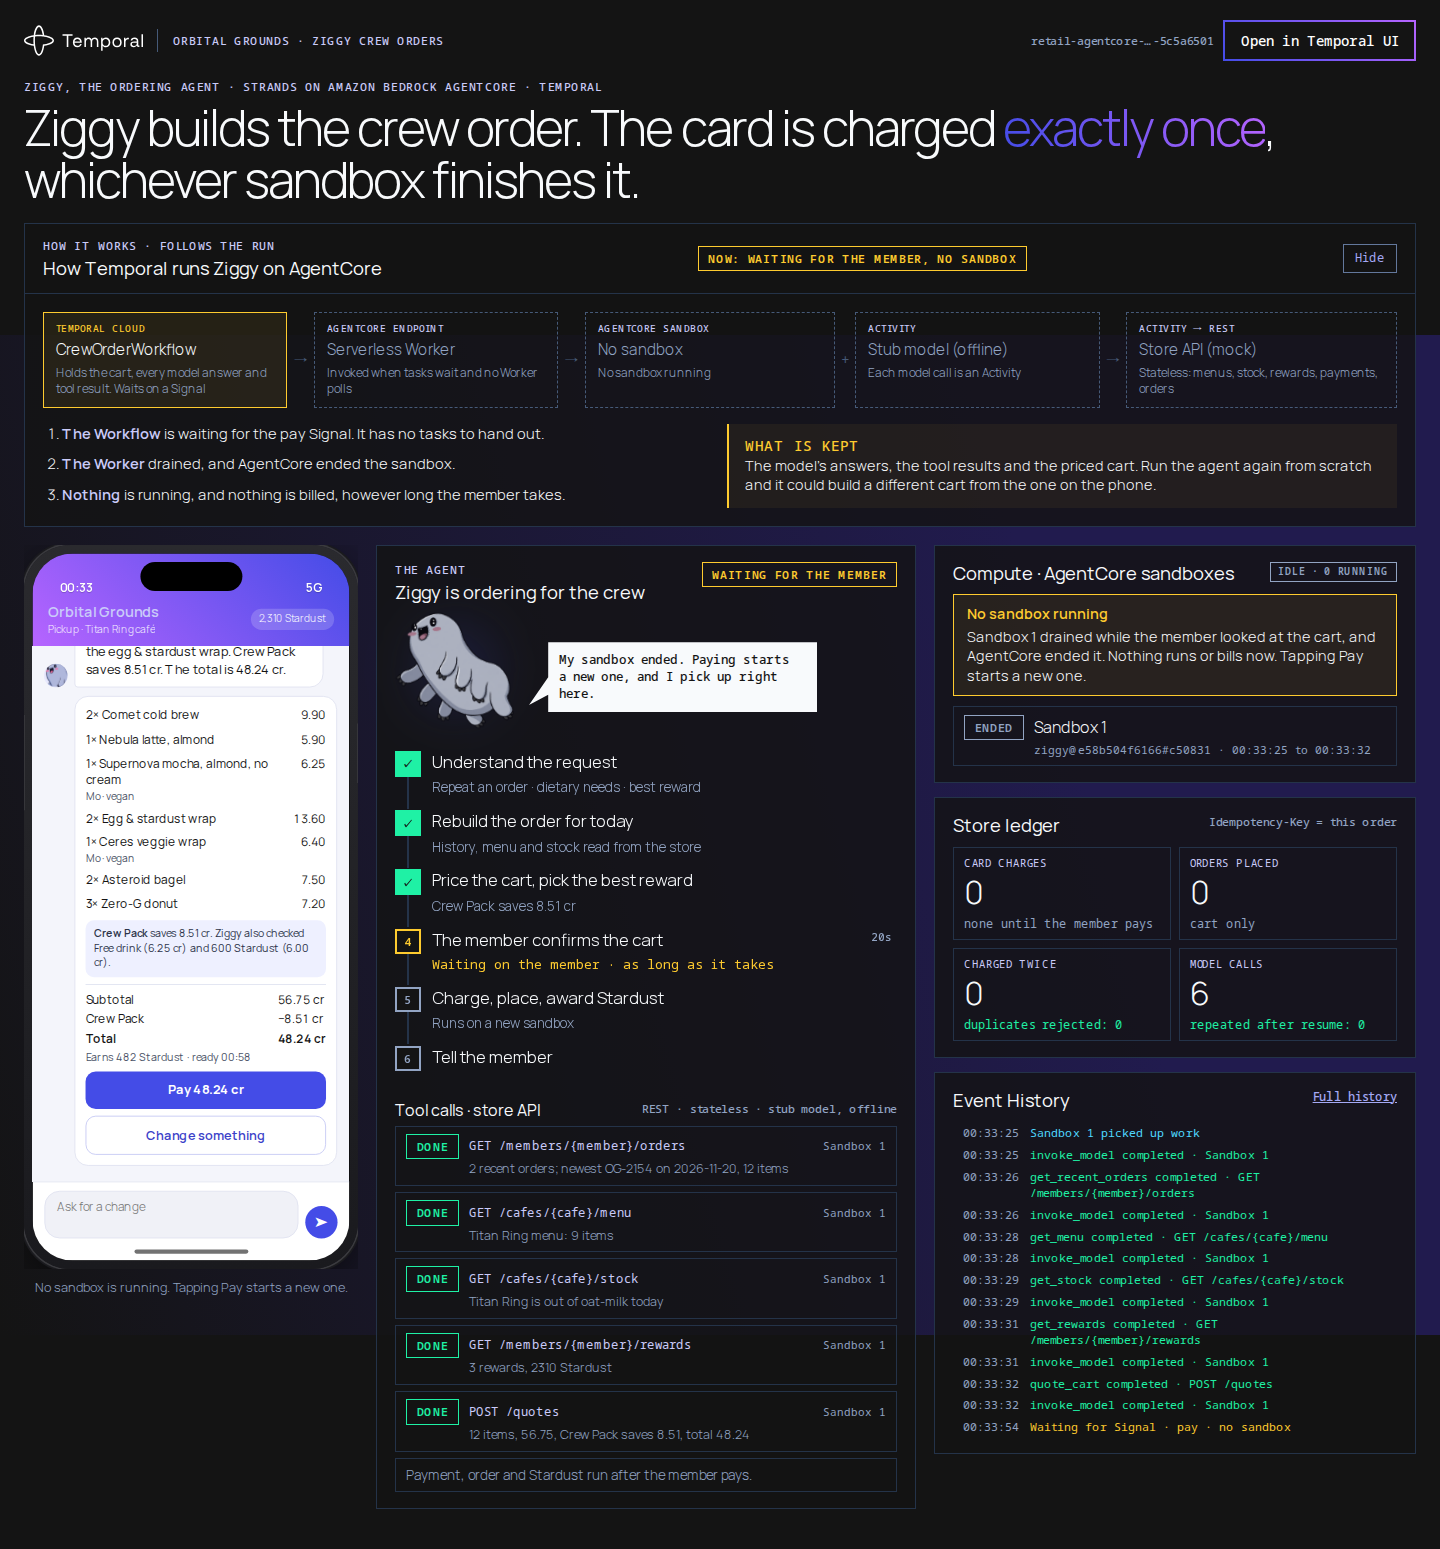 Temporal
ORBITAL GROUNDS · ZIGGY CREW ORDERS
retail-agentcore-…-5c5a6501
Open in Temporal UI
ZIGGY, THE ORDERING AGENT · STRANDS ON AMAZON BEDROCK AGENTCORE · TEMPORAL
Ziggy builds the crew order. The card is charged exactly once,
whichever sandbox finishes it.
HOW IT WORKS · FOLLOWS THE RUN
How Temporal runs Ziggy on AgentCore
NOW: WAITING FOR THE MEMBER, NO SANDBOX
Hide
TEMPORAL CLOUD
CrewOrderWorkflow
Holds the cart, every model answer and
tool result. Waits on a Signal
→
AGENTCORE ENDPOINT
Serverless Worker
Invoked when tasks wait and no Worker
polls
→
AGENTCORE SANDBOX
No sandbox
No sandbox running
+
ACTIVITY
Stub model (offline)
Each model call is an Activity
→
ACTIVITY → REST
Store API (mock)
Stateless: menus, stock, rewards, payments,
orders
1. The Workflow is waiting for the pay Signal. It has no tasks to hand out.
2. The Worker drained, and AgentCore ended the sandbox.
3. Nothing is running, and nothing is billed, however long the member takes.
WHAT IS KEPT
The model's answers, the tool results and the priced cart. Run the agent again from scratch
and it could build a different cart from the one on the phone.
00:33
5G
Orbital Grounds
Pickup · Titan Ring café
2,310 Stardust
the egg & stardust wrap. Crew Pack
saves 8.51 cr. The total is 48.24 cr.
2× Comet cold brew 9.90
1× Nebula latte, almond 5.90
1× Supernova mocha, almond, no 6.25
cream
Mo · vegan
2× Egg & stardust wrap 13.60
1× Ceres veggie wrap 6.40
Mo · vegan
2× Asteroid bagel 7.50
3× Zero-G donut 7.20
Crew Pack saves 8.51 cr. Ziggy also checked
Free drink (6.25 cr) and 600 Stardust (6.00
cr).
Subtotal 56.75 cr
Crew Pack −8.51 cr
Total 48.24 cr
Earns 482 Stardust · ready 00:58
Pay 48.24 cr
Change something
Ask for a change
No sandbox is running. Tapping Pay starts a new one.
THE AGENT
Ziggy is ordering for the crew
WAITING FOR THE MEMBER
My sandbox ended. Paying starts
a new one, and I pick up right
here.
✓
Understand the request
Repeat an order · dietary needs · best reward
✓
Rebuild the order for today
History, menu and stock read from the store
✓
Price the cart, pick the best reward
Crew Pack saves 8.51 cr
4
The member confirms the cart
20s
Waiting on the member · as long as it takes
5
Charge, place, award Stardust
Runs on a new sandbox
6
Tell the member
Tool calls · store API
REST · stateless · stub model, offline
DONE GET /members/{member}/orders Sandbox 1
2 recent orders; newest OG-2154 on 2026-11-20, 12 items
DONE GET /cafes/{cafe}/menu Sandbox 1
Titan Ring menu: 9 items
DONE GET /cafes/{cafe}/stock Sandbox 1
Titan Ring is out of oat-milk today
DONE GET /members/{member}/rewards Sandbox 1
3 rewards, 2310 Stardust
DONE POST /quotes Sandbox 1
12 items, 56.75, Crew Pack saves 8.51, total 48.24
Payment, order and Stardust run after the member pays.
Compute · AgentCore sandboxes
IDLE · 0 RUNNING
No sandbox running
Sandbox 1 drained while the member looked at the cart, and
AgentCore ended it. Nothing runs or bills now. Tapping Pay
starts a new one.
ENDED Sandbox 1
ziggy@e58b504f6166#c50831 · 00:33:25 to 00:33:32
Store ledger
Idempotency-Key = this order
CARD CHARGES
0
none until the member pays
ORDERS PLACED
0
cart only
CHARGED TWICE
0
duplicates rejected: 0
MODEL CALLS
6
repeated after resume: 0
Event History
Full history
00:33:25 Sandbox 1 picked up work
00:33:25 invoke_model completed · Sandbox 1
00:33:26 get_recent_orders completed · GET
/members/{member}/orders
00:33:26 invoke_model completed · Sandbox 1
00:33:28 get_menu completed · GET /cafes/{cafe}/menu
00:33:28 invoke_model completed · Sandbox 1
00:33:29 get_stock completed · GET /cafes/{cafe}/stock
00:33:29 invoke_model completed · Sandbox 1
00:33:31 get_rewards completed · GET
/members/{member}/rewards
00:33:31 invoke_model completed · Sandbox 1
00:33:32 quote_cart completed · POST /quotes
00:33:32 invoke_model completed · Sandbox 1
00:33:54 Waiting for Signal · pay · no sandbox